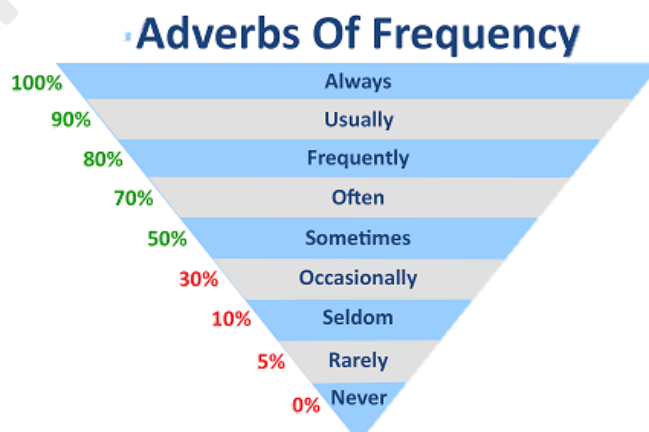 Adverbs Of Frequency
100% Always
90% Usually
80% Frequently
70% Often
50% Sometimes
30% Occasionally
10% Seldom
5% Rarely
0% Never